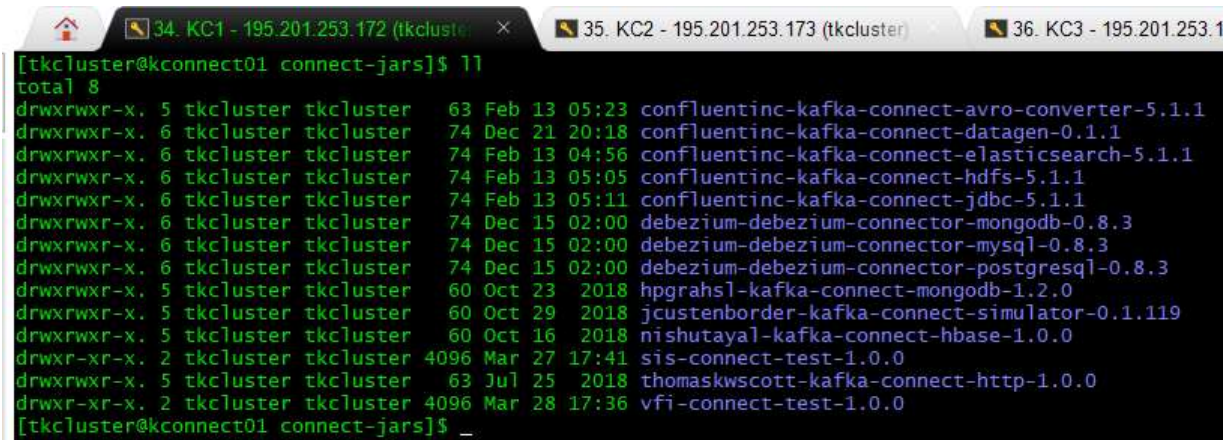 34. KC1 - 195.201.253.172 (tkcluste × 35. KC2 - 195.201.253.173 (tkcluster) × 36. KC3 - 195.201.253.1
[tkcluster@kconnect01 connect-jars]$ ll
total 8
drwxrwxr-x. 5 tkcluster tkcluster 63 Feb 13 05:23 confluentinc-kafka-connect-avro-converter-5.1.1
drwxrwxr-x. 6 tkcluster tkcluster 74 Dec 21 20:18 confluentinc-kafka-connect-datagen-0.1.1
drwxrwxr-x. 6 tkcluster tkcluster 74 Feb 13 04:56 confluentinc-kafka-connect-elasticsearch-5.1.1
drwxrwxr-x. 6 tkcluster tkcluster 74 Feb 13 05:05 confluentinc-kafka-connect-hdfs-5.1.1
drwxrwxr-x. 6 tkcluster tkcluster 74 Feb 13 05:11 confluentinc-kafka-connect-jdbc-5.1.1
drwxrwxr-x. 6 tkcluster tkcluster 74 Dec 15 02:00 debezium-debezium-connector-mongodb-0.8.3
drwxrwxr-x. 6 tkcluster tkcluster 74 Dec 15 02:00 debezium-debezium-connector-mysql-0.8.3
drwxrwxr-x. 6 tkcluster tkcluster 74 Dec 15 02:00 debezium-debezium-connector-postgresql-0.8.3
drwxrwxr-x. 5 tkcluster tkcluster 60 Oct 23 2018 hpgrahsl-kafka-connect-mongodb-1.2.0
drwxrwxr-x. 5 tkcluster tkcluster 60 Oct 29 2018 jcustenborder-kafka-connect-simulator-0.1.119
drwxrwxr-x. 5 tkcluster tkcluster 60 Oct 16 2018 nishutayal-kafka-connect-hbase-1.0.0
drwxr-xr-x. 2 tkcluster tkcluster 4096 Mar 27 17:41 sis-connect-test-1.0.0
drwxrwxr-x. 5 tkcluster tkcluster 63 Jul 25 2018 thomaskwscott-kafka-connect-http-1.0.0
drwxr-xr-x. 2 tkcluster tkcluster 4096 Mar 28 17:36 vfi-connect-test-1.0.0
[tkcluster@kconnect01 connect-jars]$ _